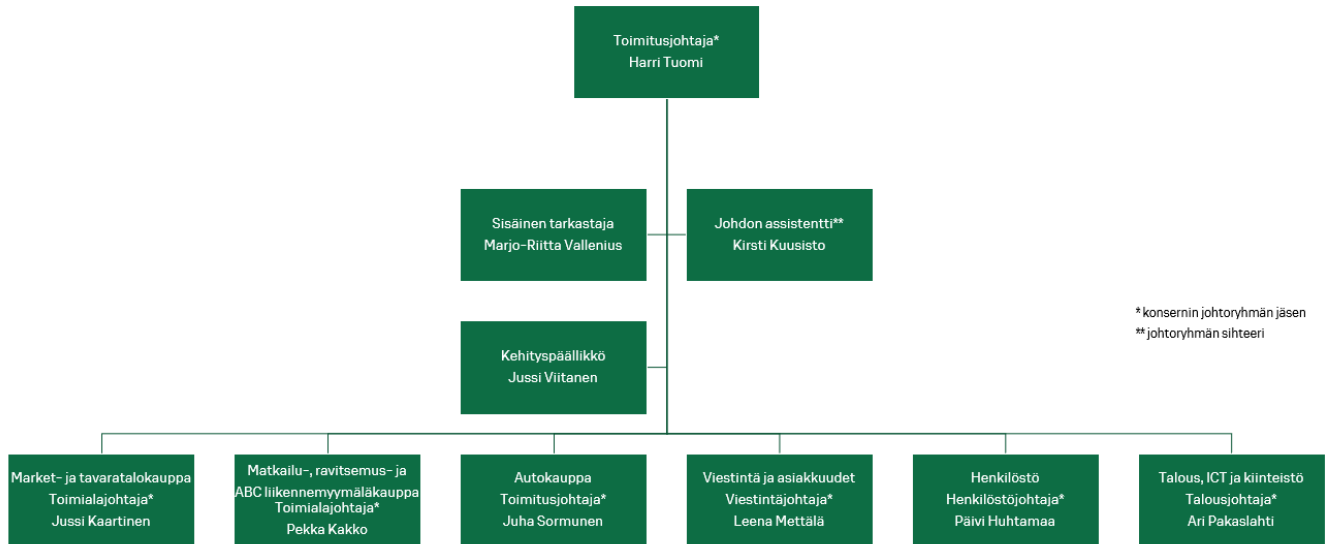 Toimitusjohtaja*
Harri Tuomi
Sisäinen tarkastaja
Marjo-Riitta Vallenius
Johdon assistentti**
Kirsti Kuusisto
* konsernin johtoryhmän jäsen
** johtoryhmän sihteeri
Kehityspäällikkö
Jussi Viitanen
Market- ja tavaratalokauppa
Toimialajohtaja*
Jussi Kaartinen
Matkailu-, ravitsemus- ja
ABC liikennemyymäläkauppa
Toimialajohtaja*
Pekka Kakko
Autokauppa
Toimitusjohtaja*
Juha Sormunen
Viestintä ja asiakkuudet
Viestintäjohtaja*
Leena Mettälä
Henkilöstö
Henkilöstöjohtaja*
Päivi Huhtamaa
Talous, ICT ja kiinteistö
Talousjohtaja*
Ari Pakaslahti